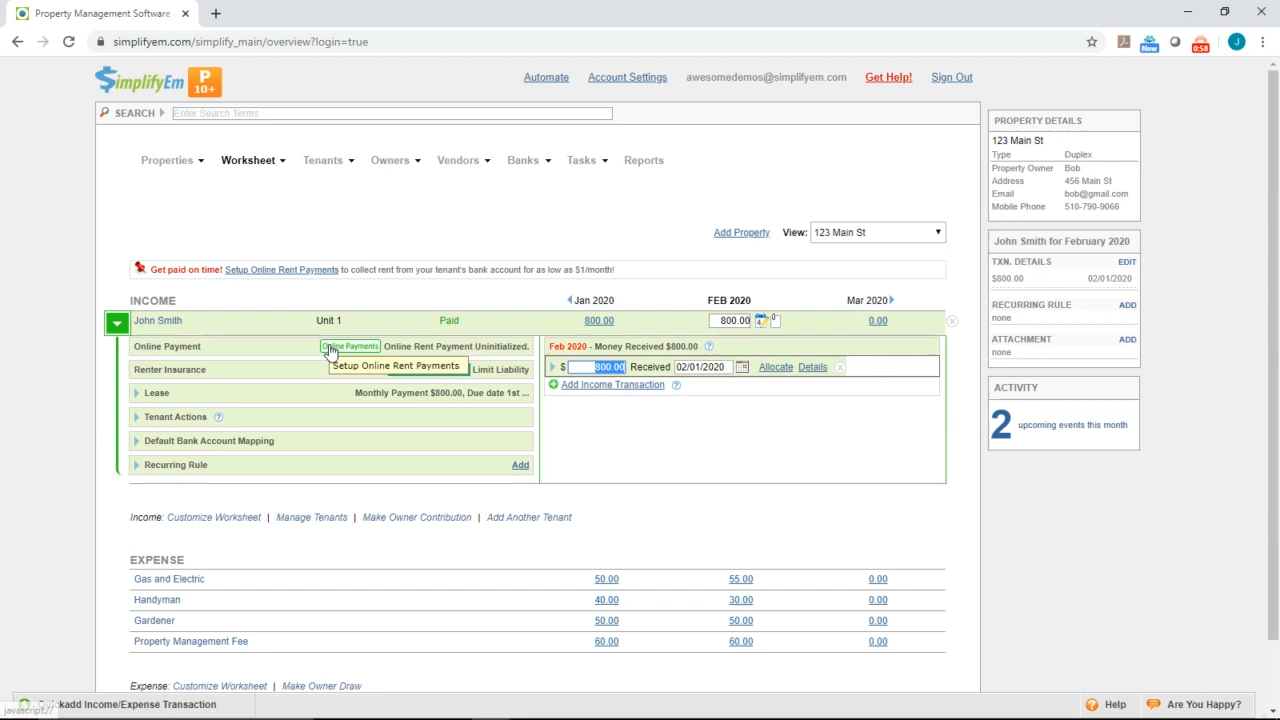 Property Management Software
simplifyem.com/simplify_main/overview?login=true
New
0:58
J
SimplifyEm P 10+
Automate Account Settings awesomedemos@simplifyem.com Get Help! Sign Out
SEARCH Enter Search Terms
Properties Worksheet Tenants Owners Vendors Banks Tasks Reports
Add Property View: 123 Main St
Get paid on time! Setup Online Rent Payments to collect rent from your tenant's bank account for as low as $1/month!
INCOME Jan 2020 FEB 2020 Mar 2020
John Smith Unit 1 Paid 800.00 800.00 0 0.00
Online Payment Online Payments Online Rent Payment Uninitialized.
Setup Online Rent Payments
Renter Insurance Limit Liability
Lease Monthly Payment $800.00, Due date 1st ...
Tenant Actions ?
Default Bank Account Mapping
Recurring Rule Add
Feb 2020 - Money Received $800.00 ?
$ 800.00 Received 02/01/2020 Allocate Details
Add Income Transaction ?
Income: Customize Worksheet | Manage Tenants | Make Owner Contribution | Add Another Tenant
EXPENSE
Gas and Electric 50.00 55.00 0.00
Handyman 40.00 30.00 0.00
Gardener 50.00 50.00 0.00
Property Management Fee 60.00 60.00 0.00
Expense: Customize Worksheet | Make Owner Draw
PROPERTY DETAILS
123 Main St
Type Duplex
Property Owner Bob
Address 456 Main St
Email bob@gmail.com
Mobile Phone 510-790-9066
John Smith for February 2020
TXN. DETAILS EDIT
$800.00 02/01/2020
RECURRING RULE ADD
none
ATTACHMENT ADD
none
ACTIVITY
2 upcoming events this month
javascript://
Income/Expense Transaction
? Help Are You Happy?